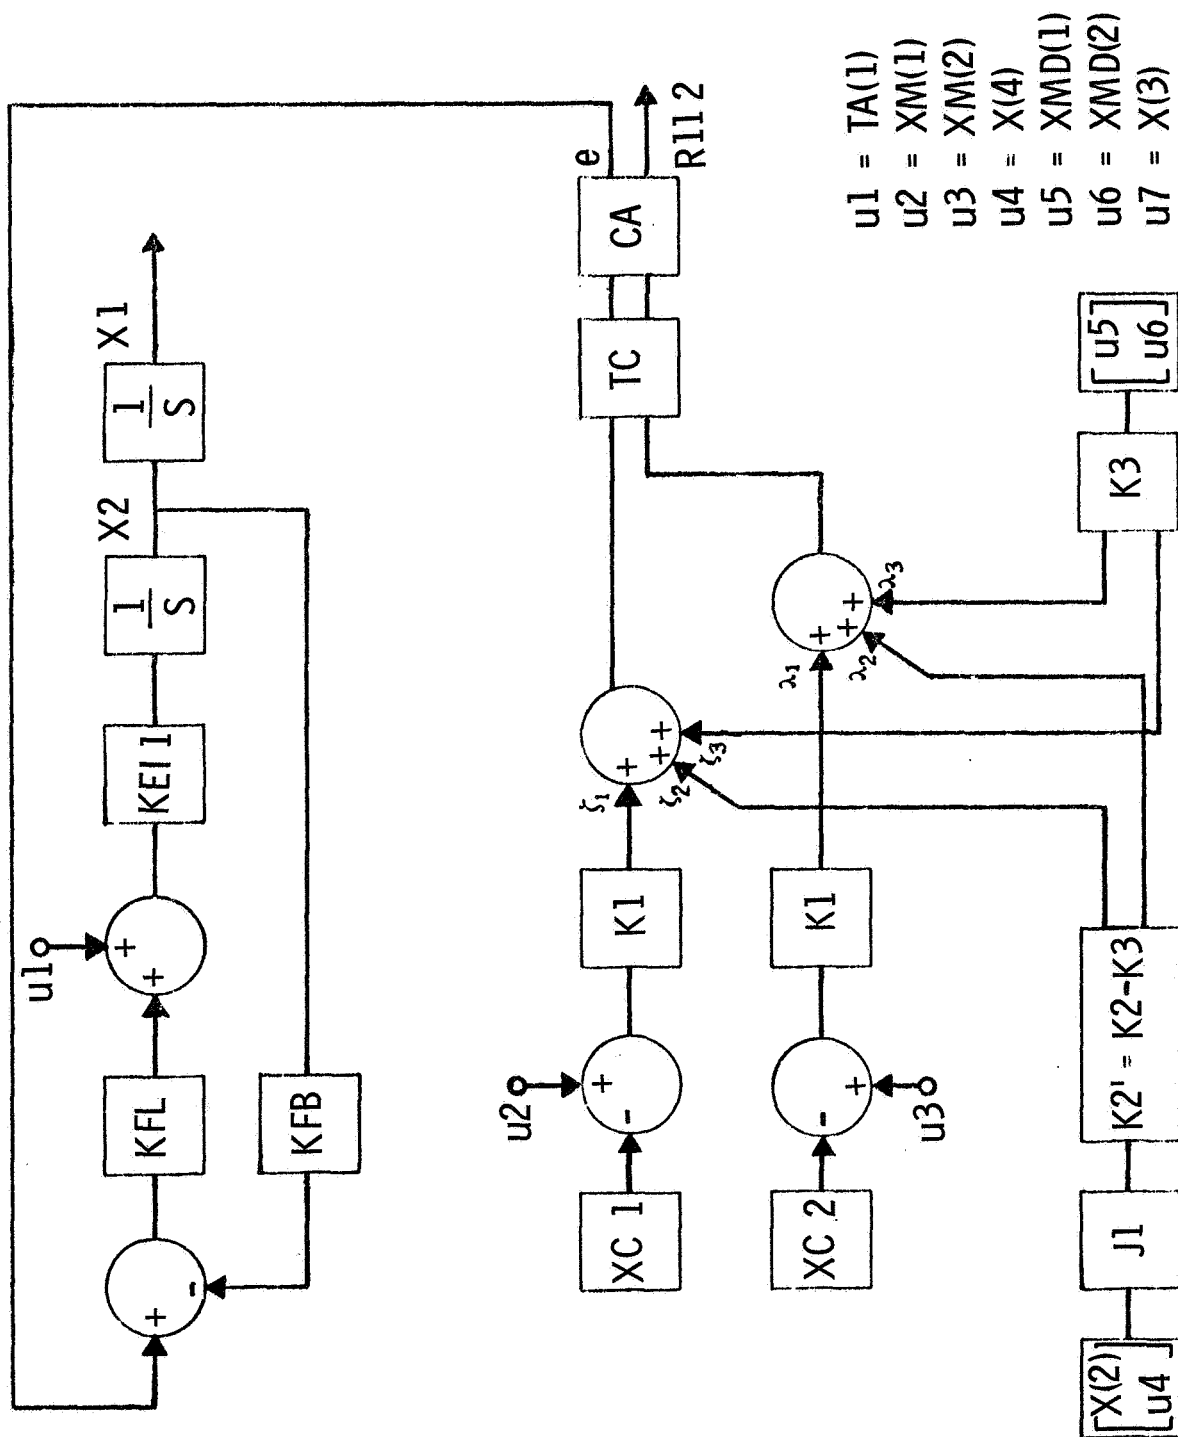 u1
X2
X1
+
-
KFL
+
+
KEI 1
1
S
1
S
KFB
u2
e
XC 1
-
+
K1
ζ1
+
ζ2
+
+
ζ3
TC
CA
R11 2
XC 2
-
+
K1
λ1
+
λ2
+
+
λ3
u3
u1 = TA(1)
u2 = XM(1)
u3 = XM(2)
u4 = X(4)
u5 = XMD(1)
u6 = XMD(2)
u7 = X(3)
X(2)
u4
J1
K2' = K2-K3
K3
u5
u6